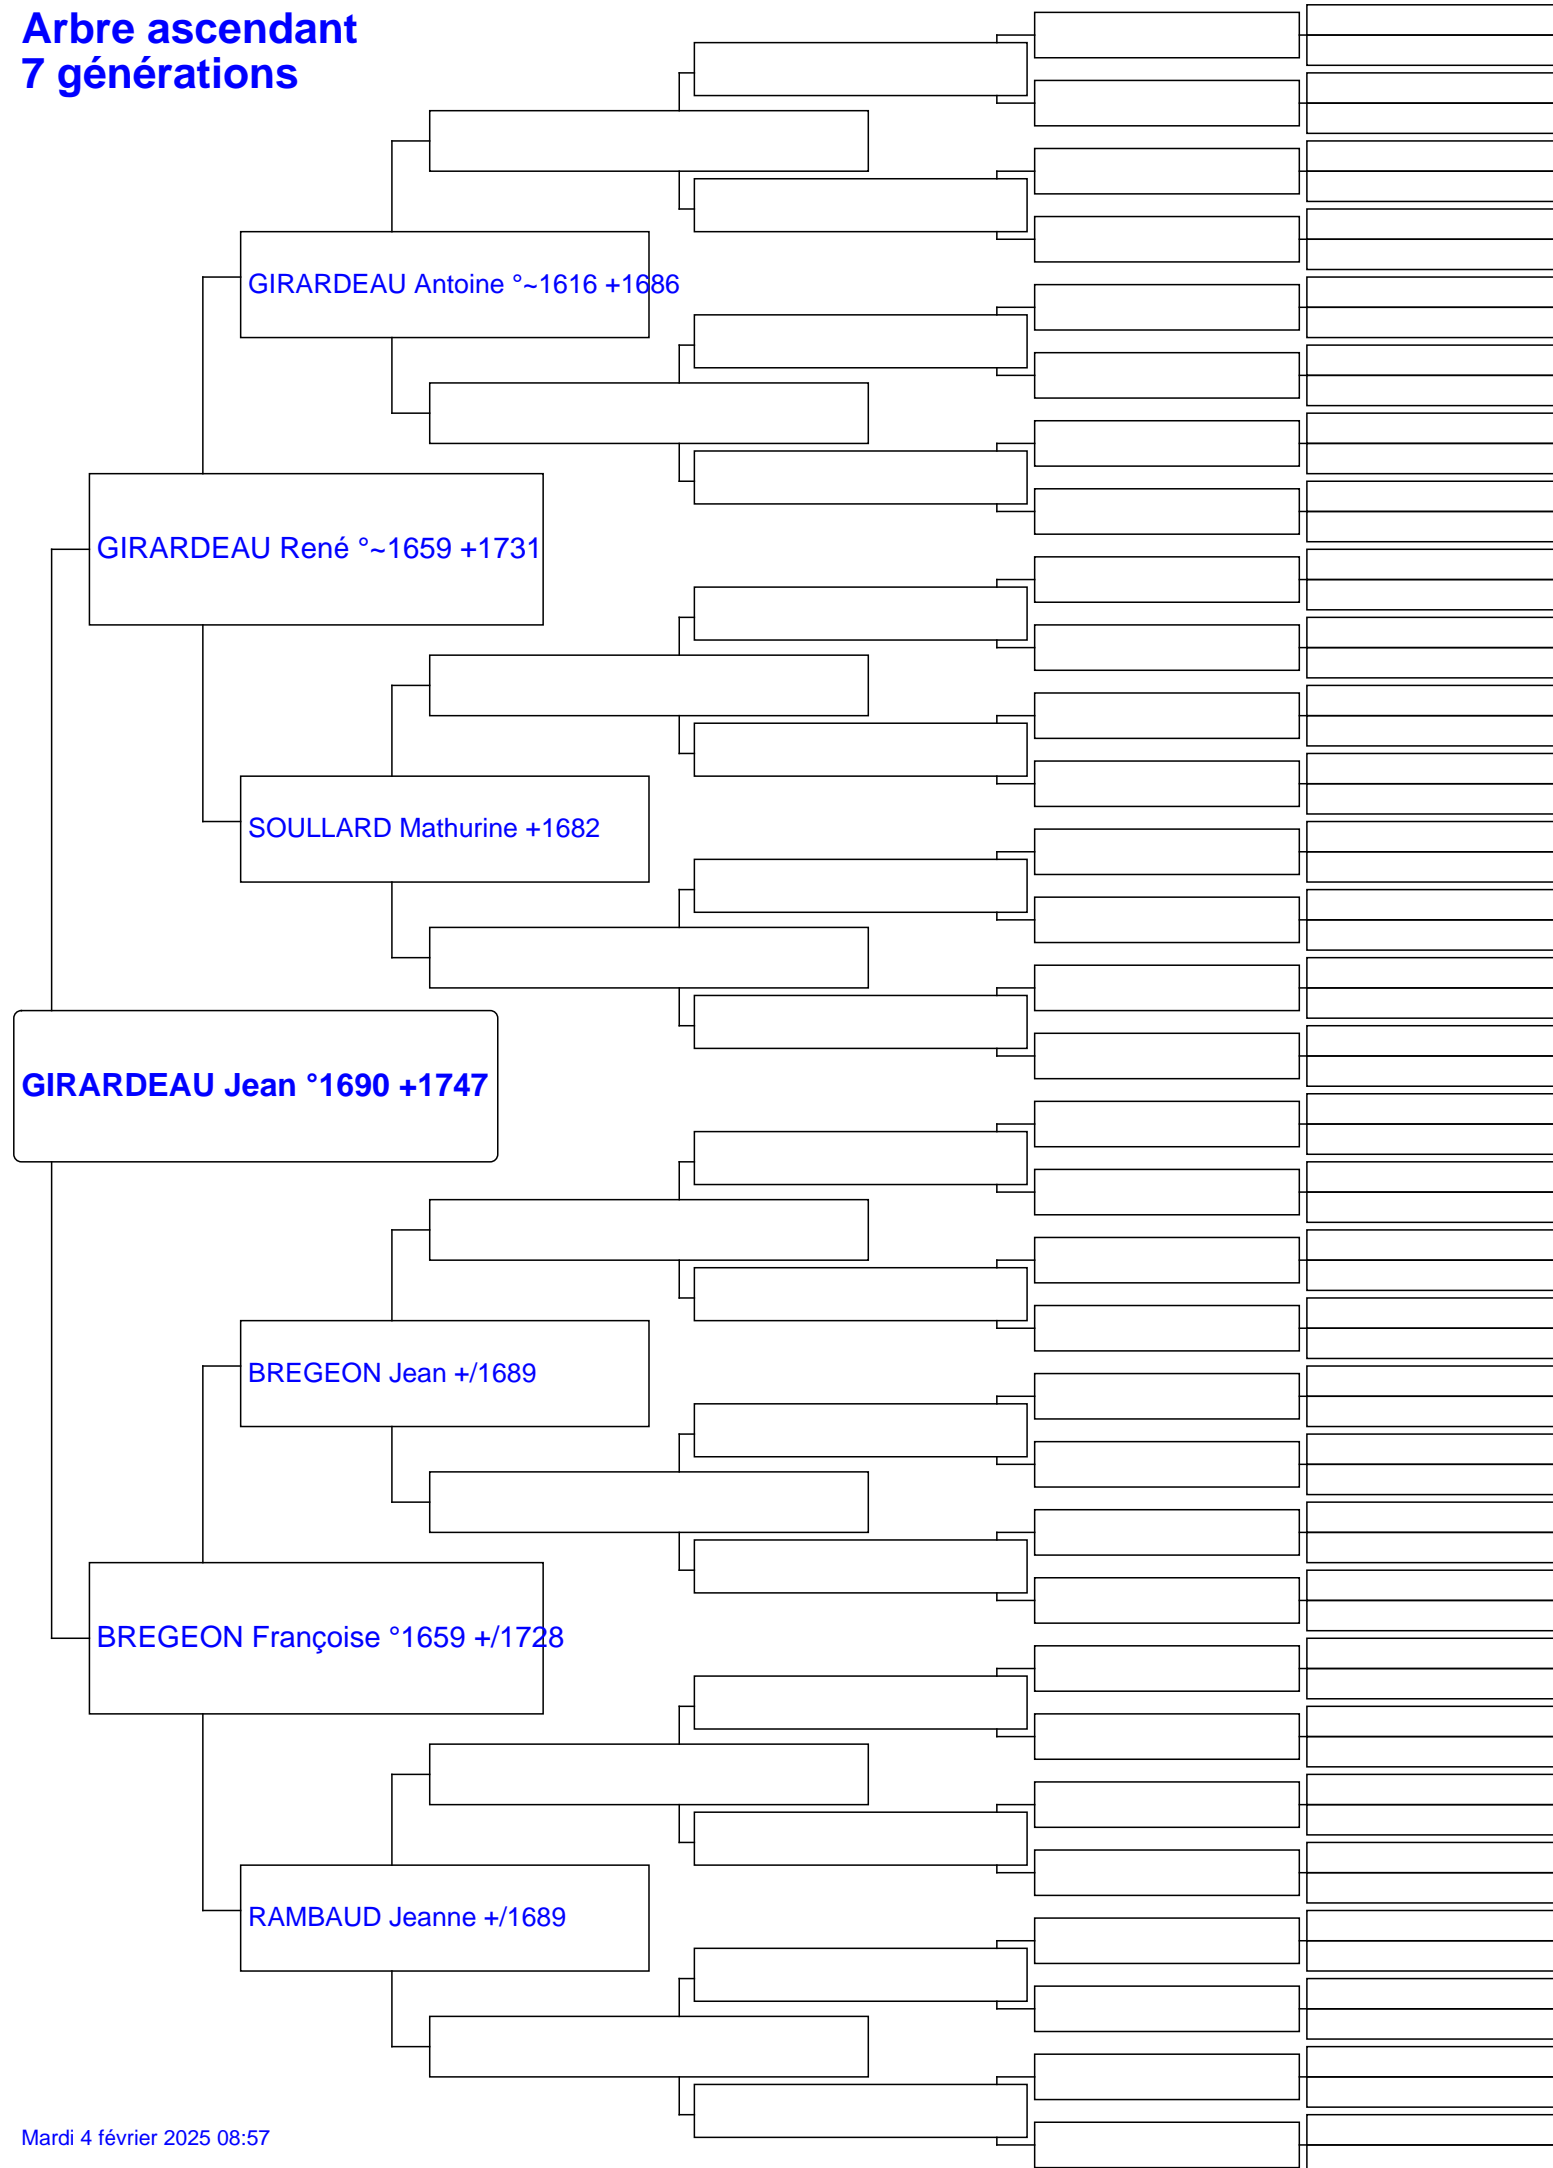 Arbre ascendant
7 générations
GIRARDEAU Antoine °~1616 +1686
GIRARDEAU René °~1659 +1731
SOULLARD Mathurine +1682
GIRARDEAU Jean °1690 +1747
BREGEON Jean +/1689
BREGEON Françoise °1659 +/1728
RAMBAUD Jeanne +/1689
Mardi 4 février 2025 08:57